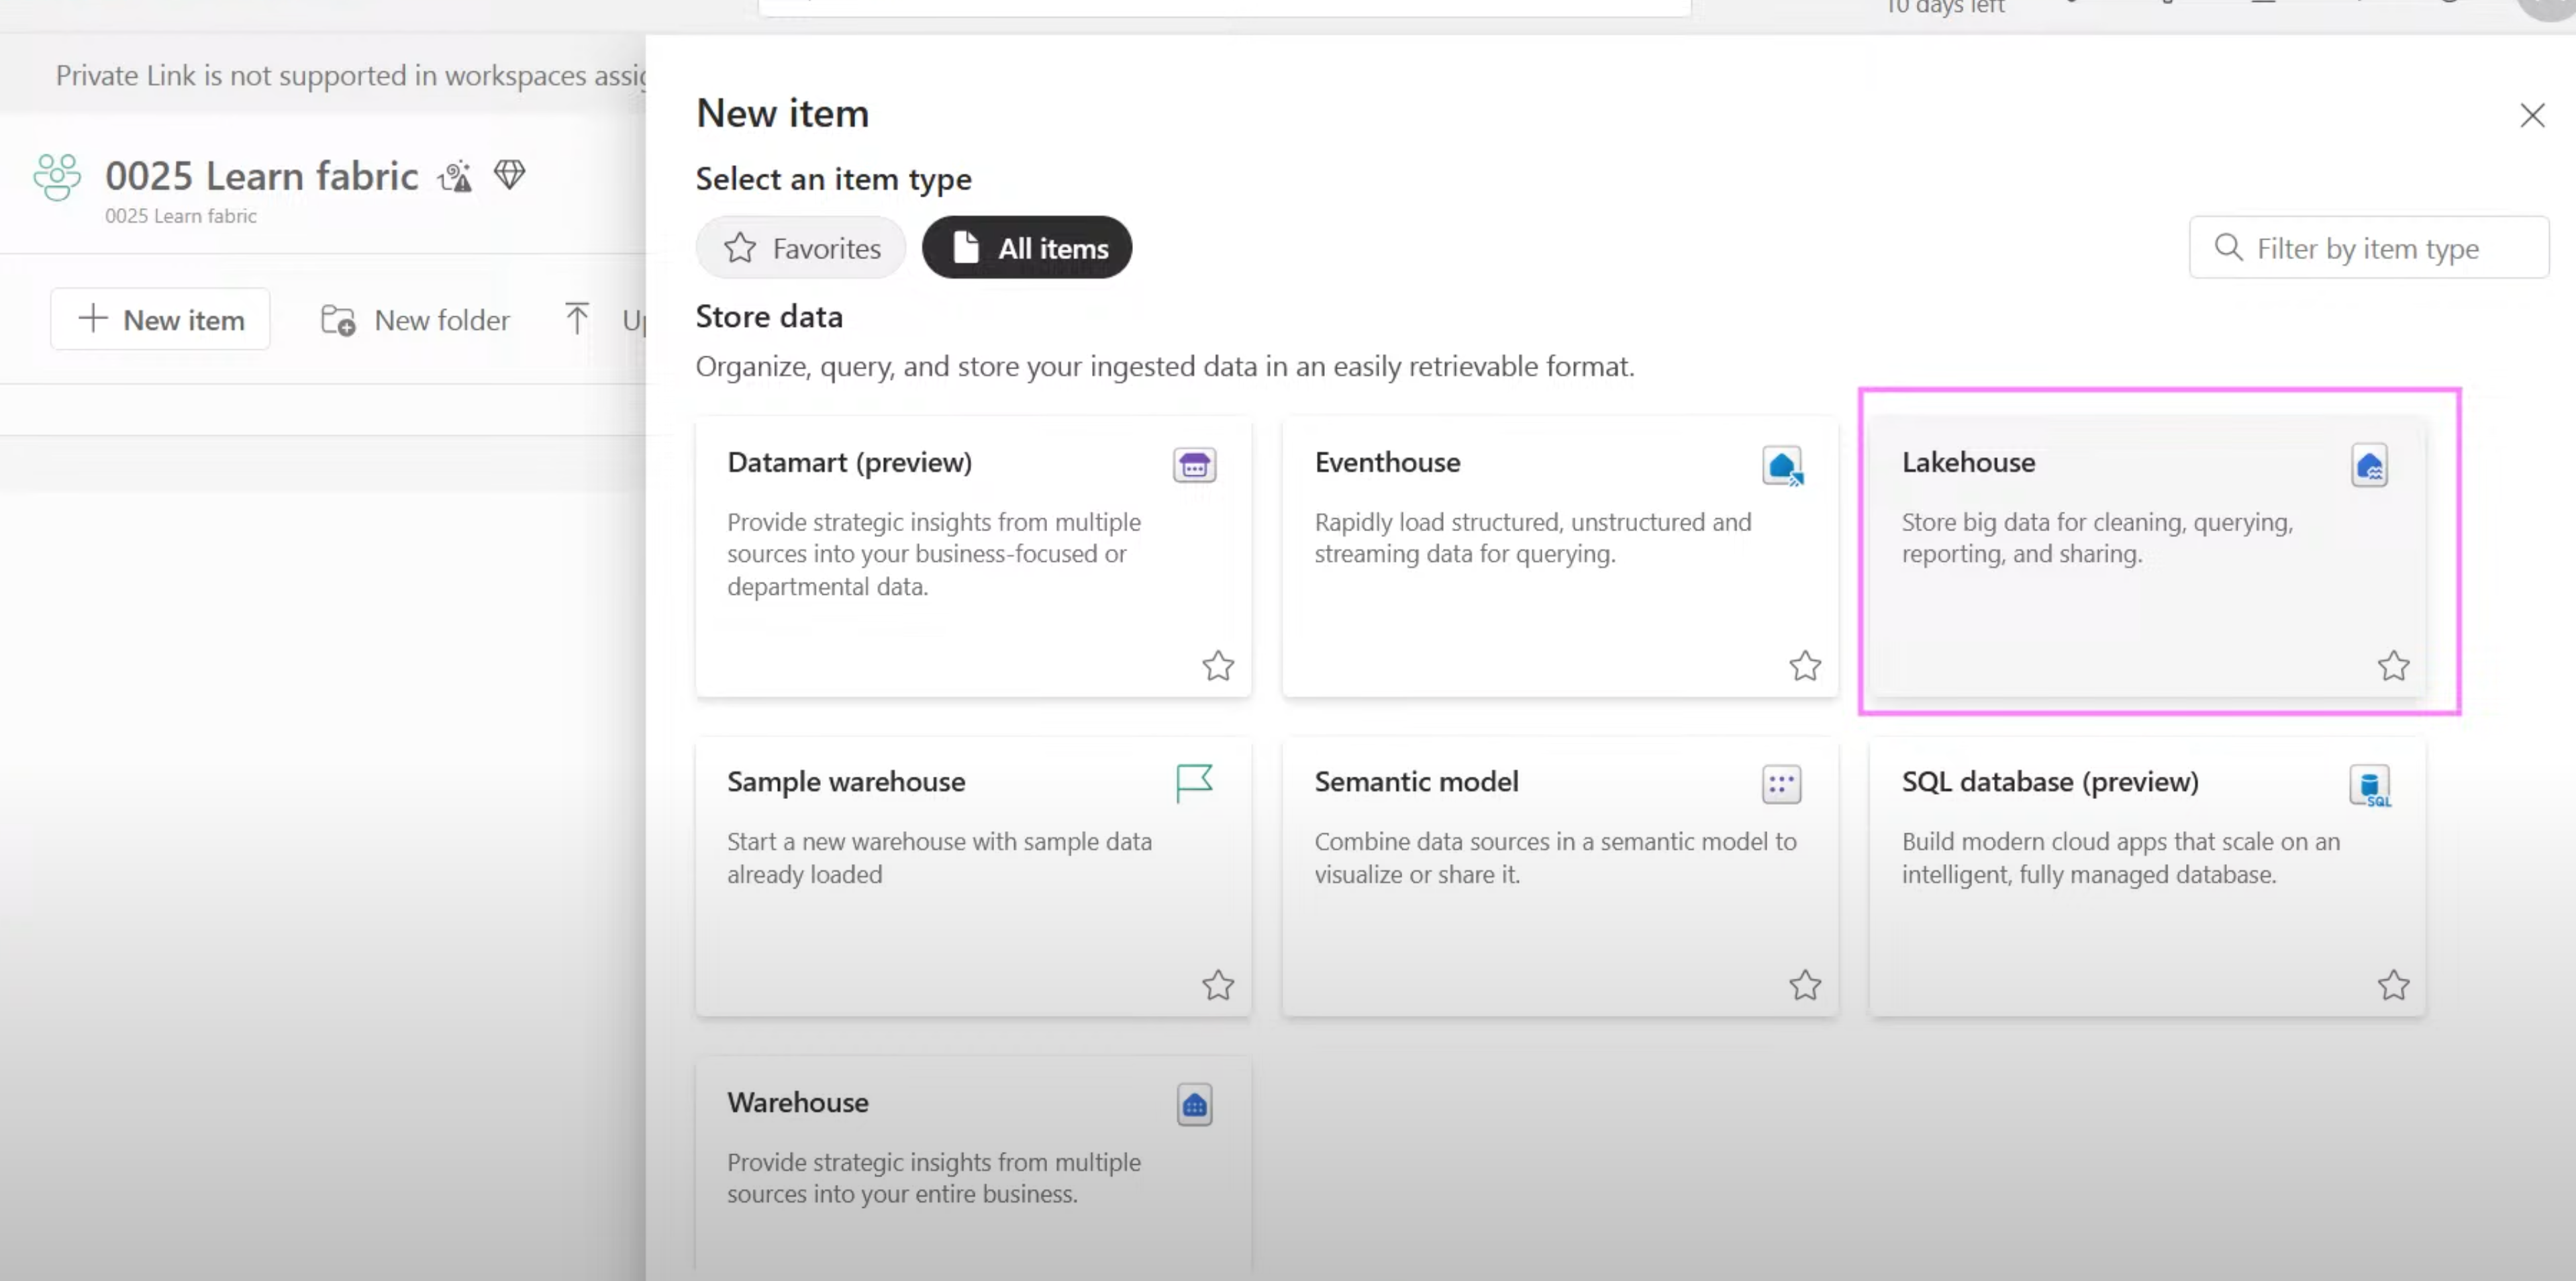 10 days left
Private Link is not supported in workspaces
New item
Select an item type
0025 Learn fabric
0025 Learn fabric
Favorites
All items
Filter by item type
New item
New folder
Store data
Organize, query, and store your ingested data in an easily retrievable format.
Datamart (preview)
Provide strategic insights from multiple
sources into your business-focused or
departmental data.
Eventhouse
Rapidly load structured, unstructured and
streaming data for querying.
Lakehouse
Store big data for cleaning, querying,
reporting, and sharing.
Sample warehouse
Start a new warehouse with sample data
already loaded
Semantic model
Combine data sources in a semantic model to
visualize or share it.
SQL database (preview)
SQL
Build modern cloud apps that scale on an
intelligent, fully managed database.
Warehouse
Provide strategic insights from multiple
sources into your entire business.